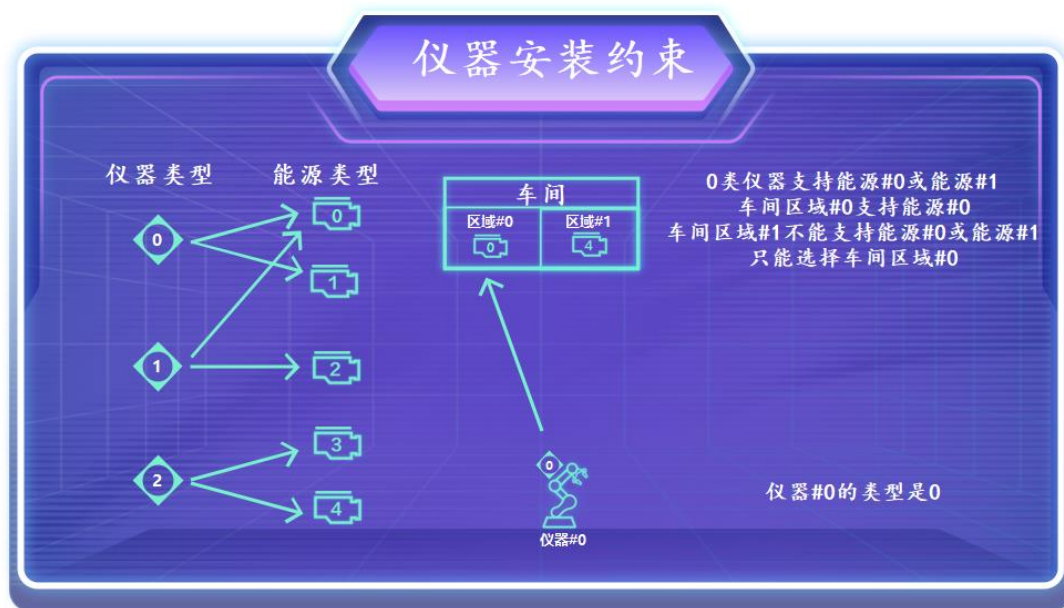 仪器安装约束
仪器类型
能源类型
0
0
1
1
2
2
3
4
车间
区域#0
区域#1
0
4
0类仪器支持能源#0或能源#1
车间区域#0支持能源#0
车间区域#1不能支持能源#0或能源#1
只能选择车间区域#0
0
仪器#0
仪器#0的类型是0